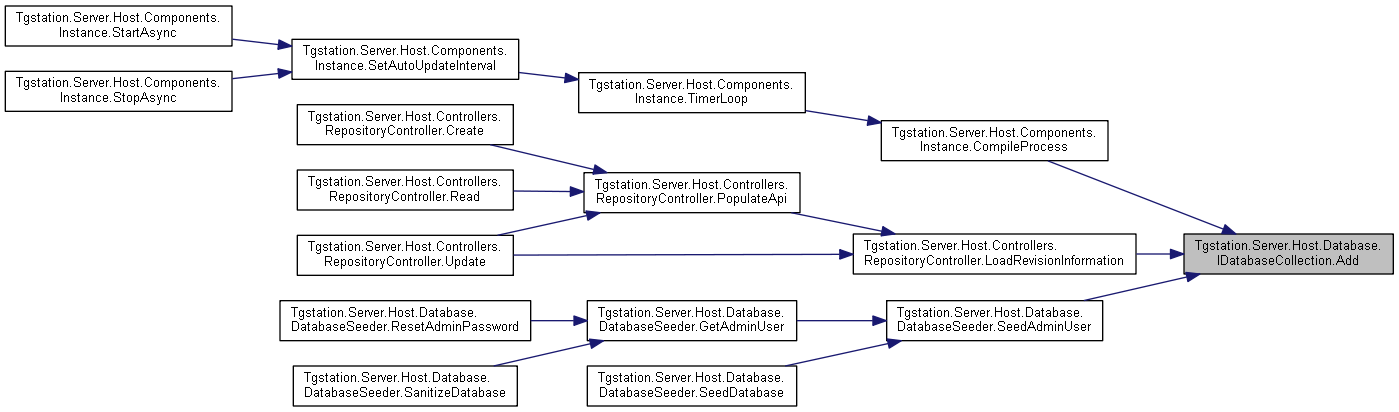 Tgstation.Server.Host.Components.
Instance.StartAsync
Tgstation.Server.Host.Components.
Instance.SetAutoUpdateInterval
Tgstation.Server.Host.Components.
Instance.StopAsync
Tgstation.Server.Host.Components.
Instance.TimerLoop
Tgstation.Server.Host.Controllers.
RepositoryController.Create
Tgstation.Server.Host.Components.
Instance.CompileProcess
Tgstation.Server.Host.Controllers.
RepositoryController.Read
Tgstation.Server.Host.Controllers.
RepositoryController.PopulateApi
Tgstation.Server.Host.Controllers.
RepositoryController.Update
Tgstation.Server.Host.Controllers.
RepositoryController.LoadRevisionInformation
Tgstation.Server.Host.Database.
IDatabaseCollection.Add
Tgstation.Server.Host.Database.
DatabaseSeeder.ResetAdminPassword
Tgstation.Server.Host.Database.
DatabaseSeeder.GetAdminUser
Tgstation.Server.Host.Database.
DatabaseSeeder.SeedAdminUser
Tgstation.Server.Host.Database.
DatabaseSeeder.SanitizeDatabase
Tgstation.Server.Host.Database.
DatabaseSeeder.SeedDatabase